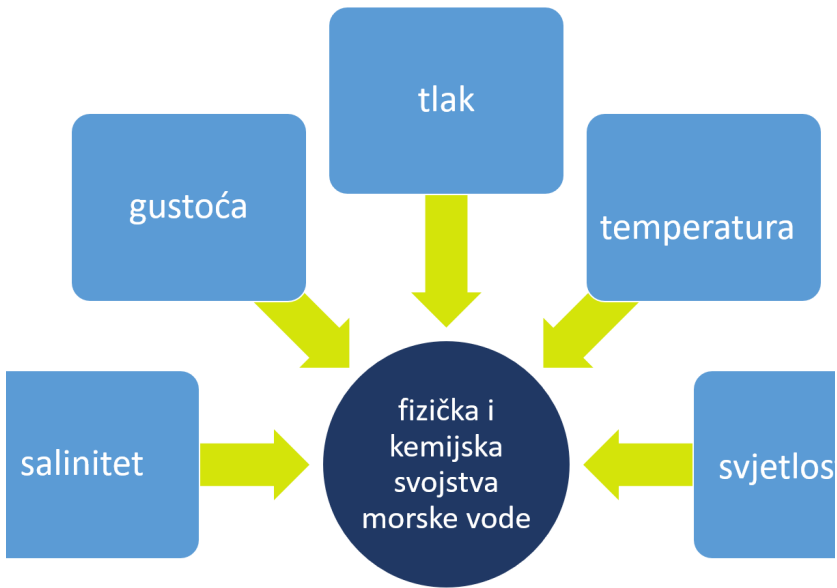 tlak
gustoća
temperatura
salinitet
svjetlos
fizička i
kemijska
svojstva
morske vode